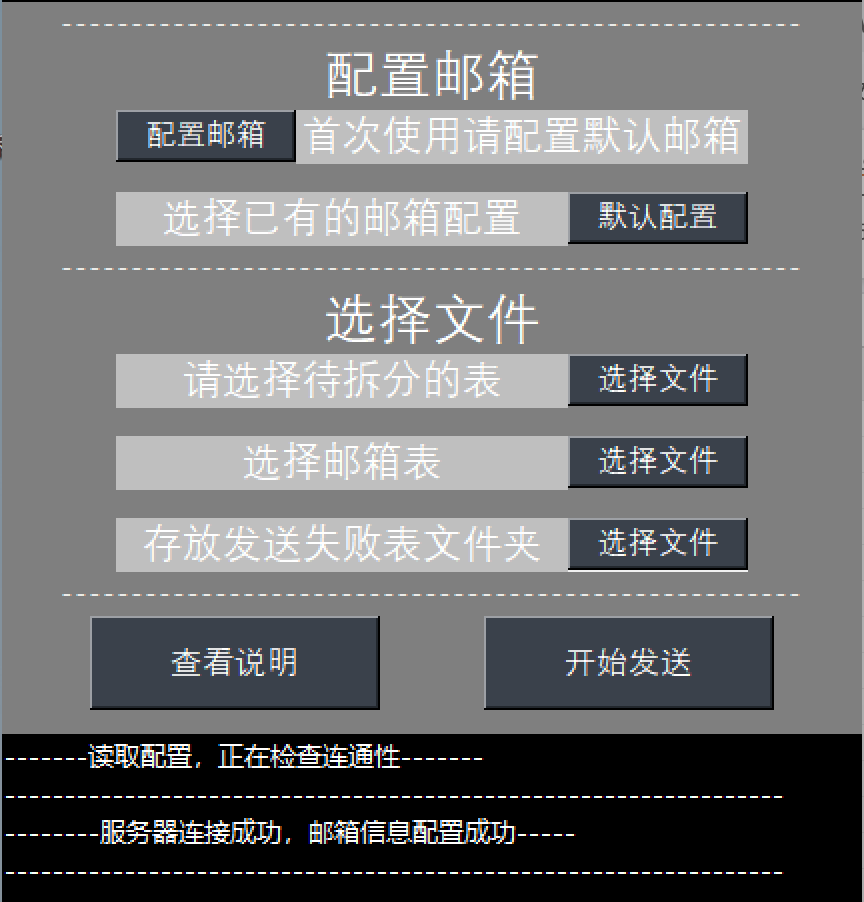 ------------------------------------------------------
配置邮箱
配置邮箱 首次使用请配置默认邮箱
选择已有的邮箱配置 默认配置
------------------------------------------------------
选择文件
请选择待拆分的表 选择文件
选择邮箱表 选择文件
存放发送失败表文件夹 选择文件
------------------------------------------------------
查看说明 开始发送
-------读取配置，正在检查连通性-------
------------------------------------------------------------------
--------服务器连接成功，邮箱信息配置成功-----
------------------------------------------------------------------